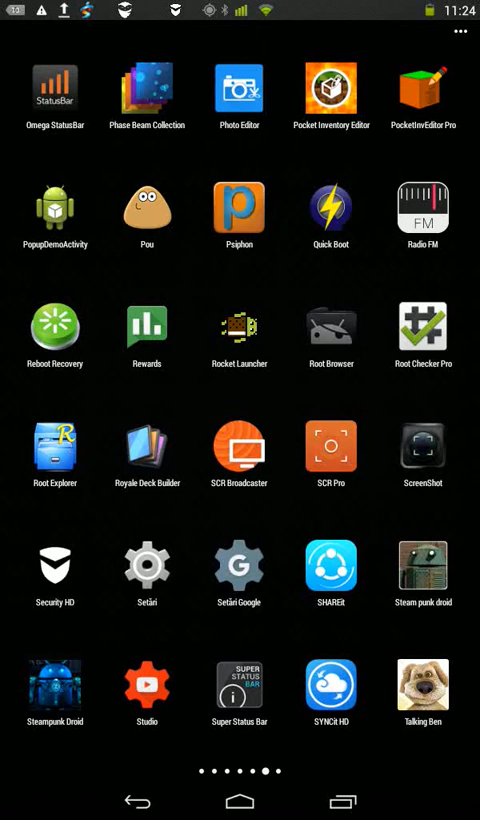 11:24
StatusBar
Omega StatusBar
Phase Beam Collection
Photo Editor
Pocket Inventory Editor
PocketInvEditor Pro
PopupDemoActivity
Pou
P
Psiphon
Quick Boot
FM
Radio FM
Reboot Recovery
Rewards
Rocket Launcher
Root Browser
Root Checker Pro
R
Root Explorer
Royale Deck Builder
SCR Broadcaster
SCR Pro
ScreenShot
Security HD
Setări
G
Setări Google
SHAREit
Steam punk droid
Steampunk Droid
Studio
SUPER
STATUS
BAR
Super Status Bar
SYNCit HD
Talking Ben